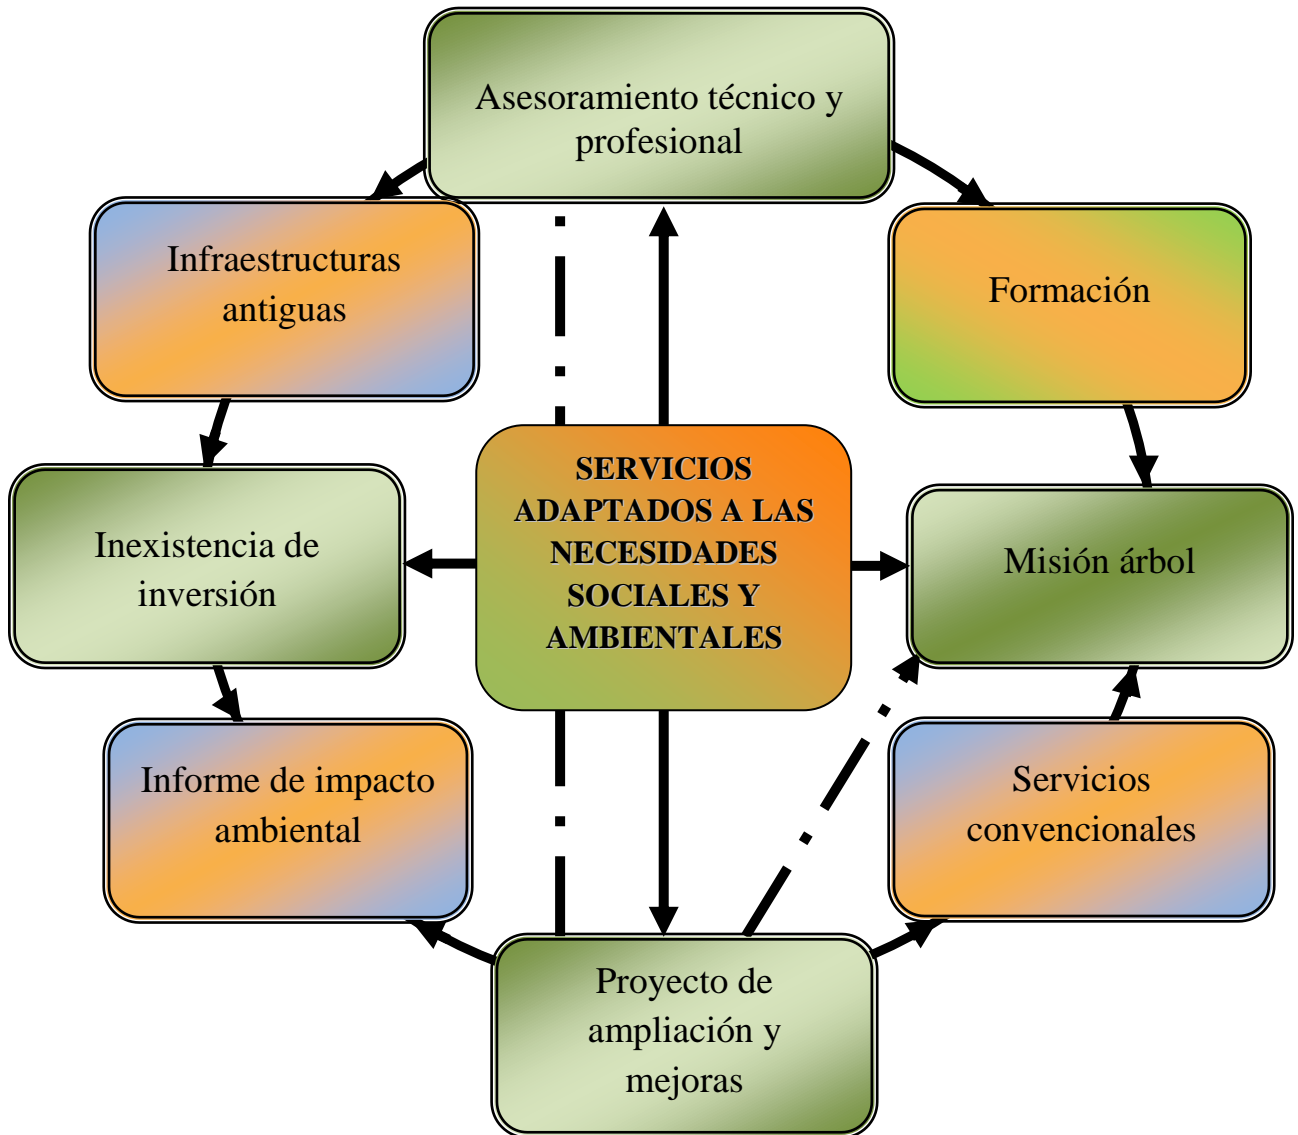 Asesoramiento técnico y
profesional
Infraestructuras
antiguas
Formación
SERVICIOS
ADAPTADOS A LAS
NECESIDADES
SOCIALES Y
AMBIENTALES
Inexistencia de
inversión
Misión árbol
Informe de impacto
ambiental
Servicios
convencionales
Proyecto de
ampliación y
mejoras